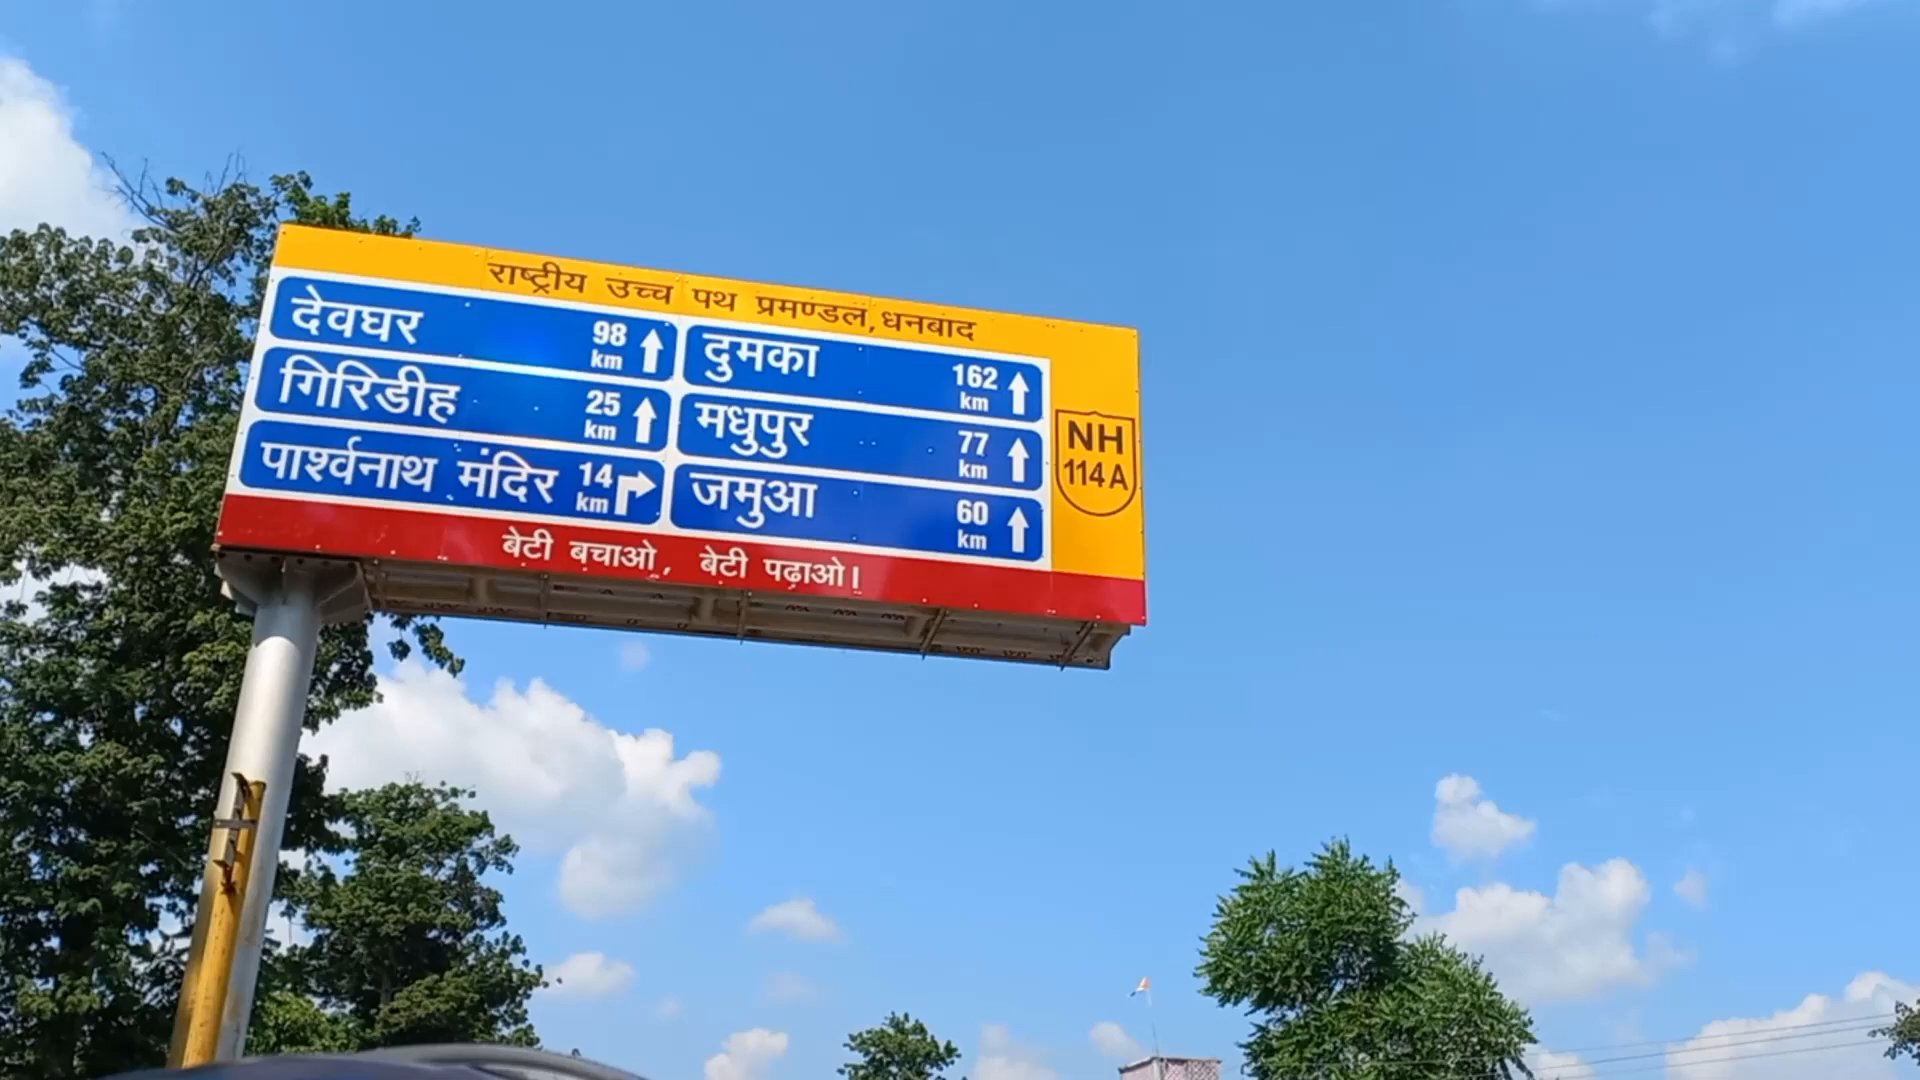 राष्ट्रीय उच्च पथ प्रमण्डल, धनबाद
देवघर 98 km
गिरिडीह 25 km
पार्श्वनाथ मंदिर 14 km
दुमका 162 km
मधुपुर 77 km
जमुआ 60 km
NH
114A
बेटी बचाओ, बेटी पढ़ाओ।